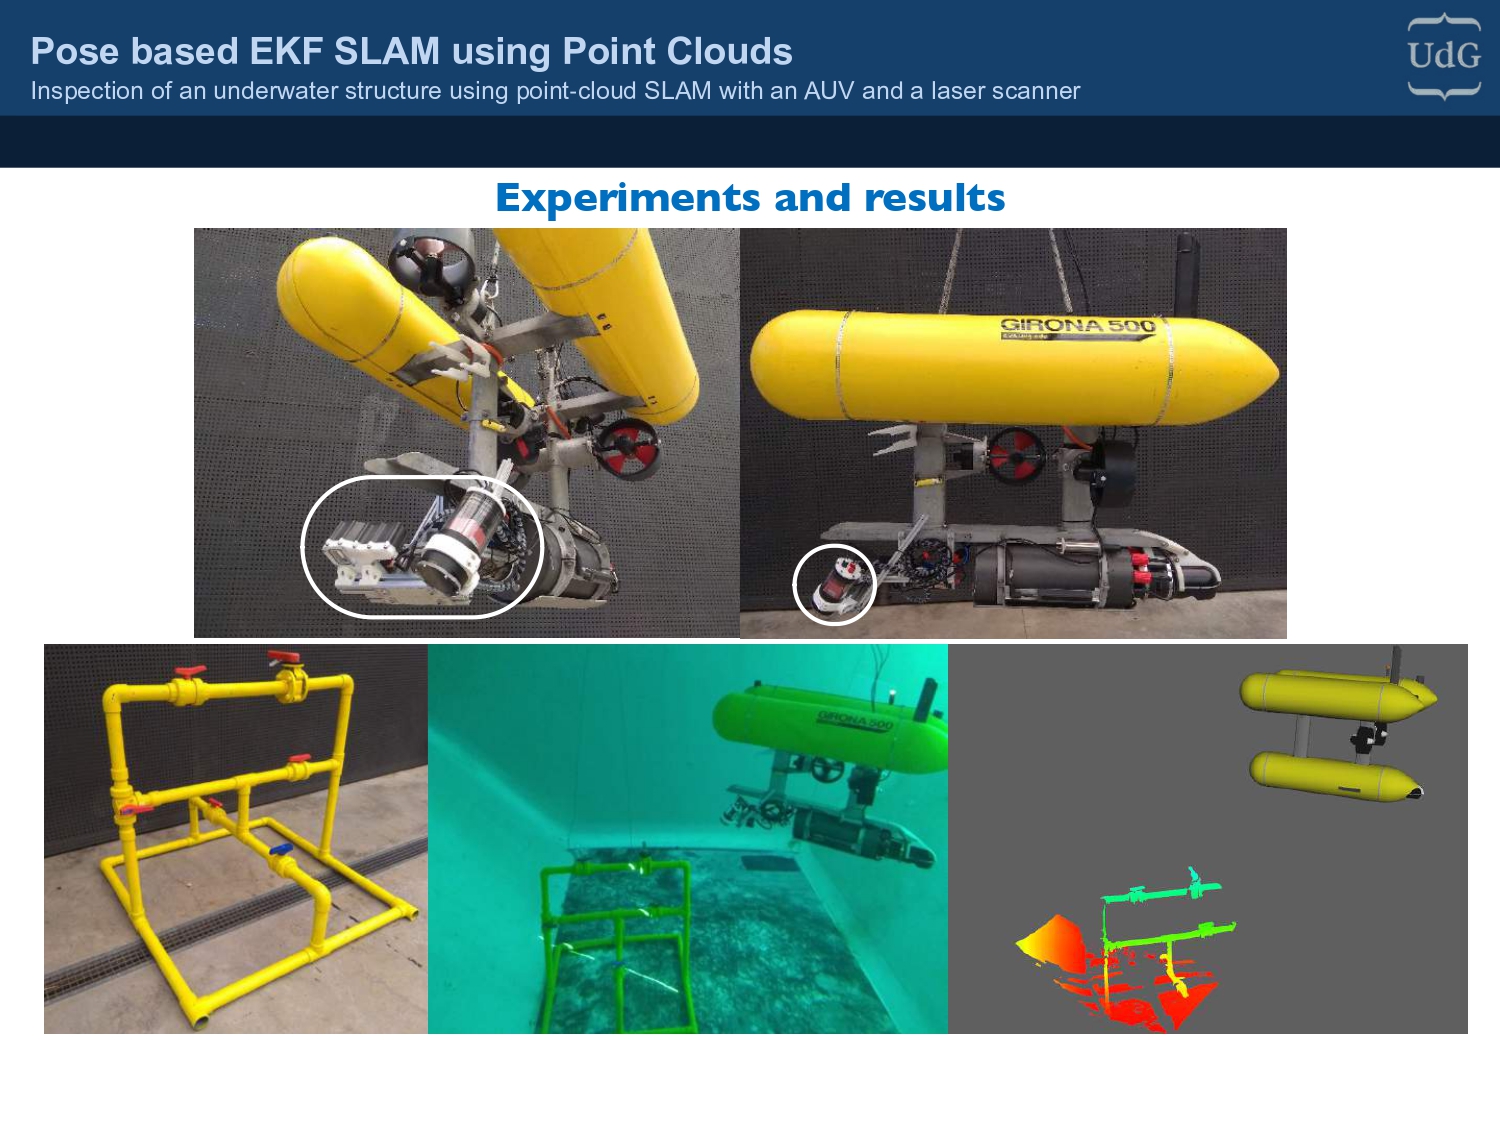 Pose based EKF SLAM using Point Clouds
Inspection of an underwater structure using point-cloud SLAM with an AUV and a laser scanner
UdG
Experiments and results
GIRONA 500
GIRONA 500